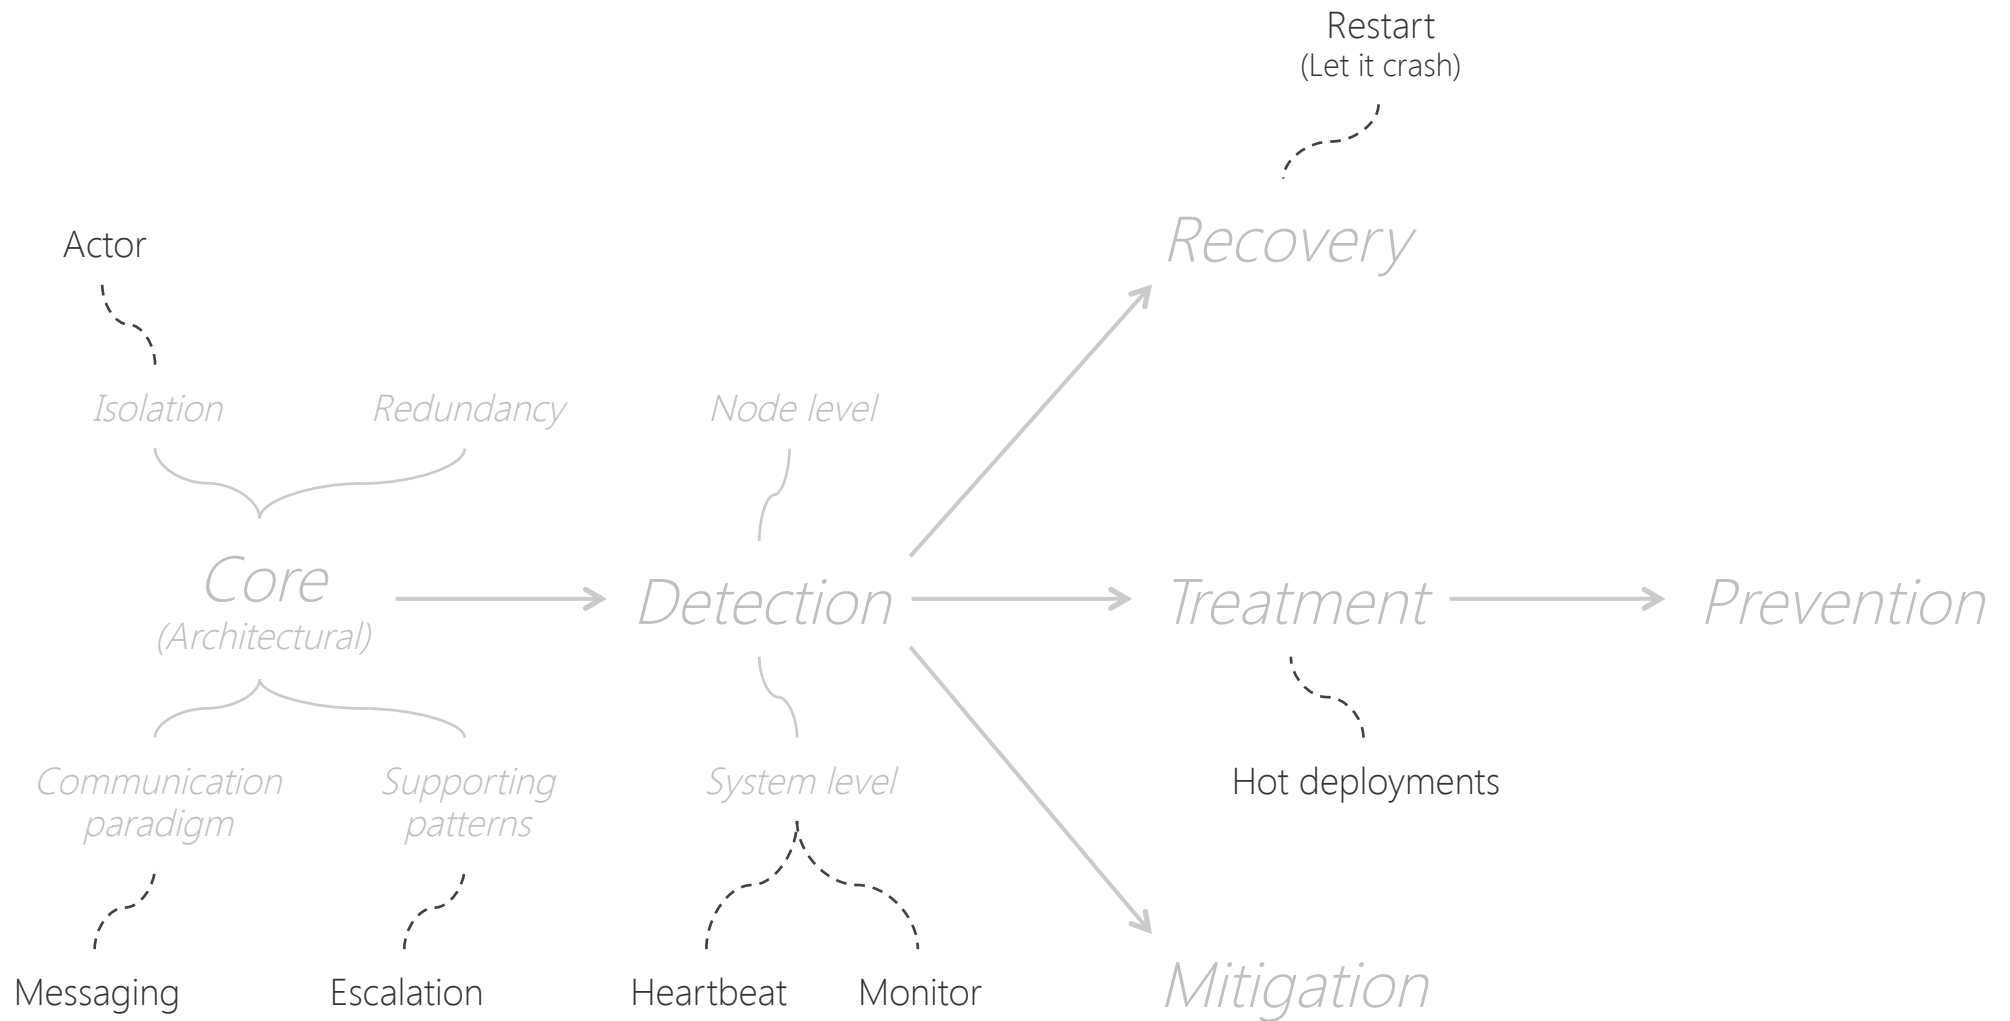 Restart
(Let it crash)
Recovery
Actor
Isolation
Redundancy
Node level
Core
(Architectural)
Detection
Treatment
Prevention
Communication
paradigm
Supporting
patterns
System level
Hot deployments
Messaging
Escalation
Heartbeat
Monitor
Mitigation